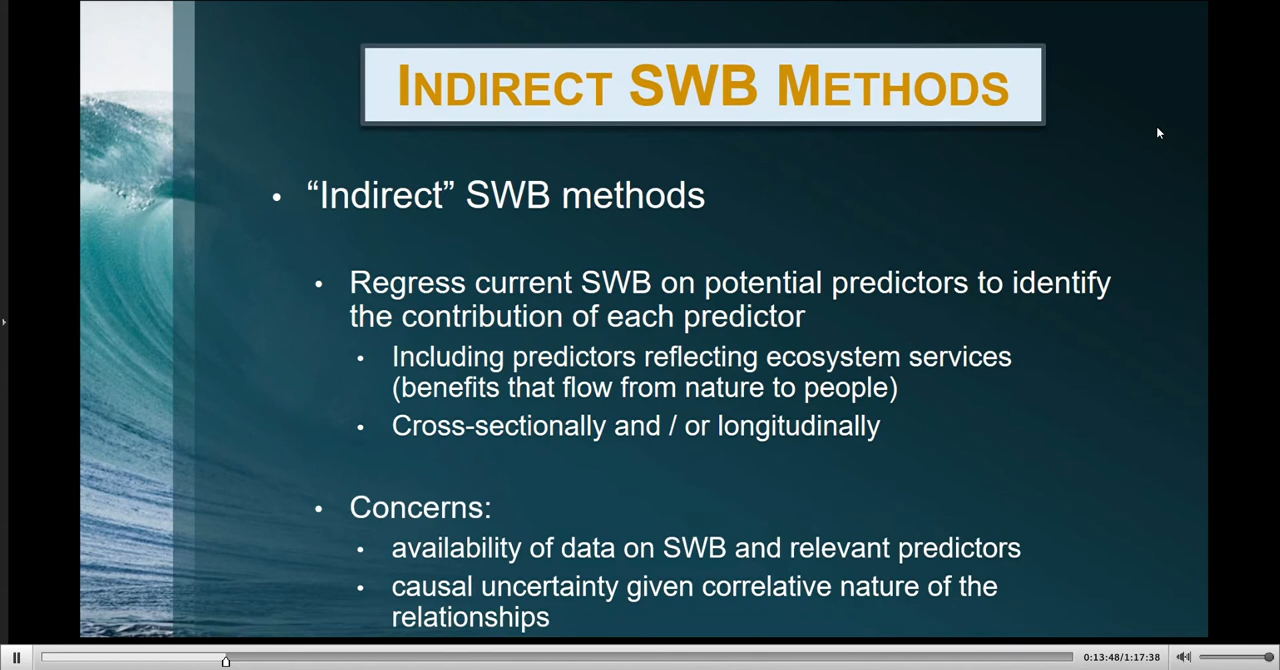 INDIRECT SWB METHODS
• “Indirect” SWB methods
• Regress current SWB on potential predictors to identify
the contribution of each predictor
• Including predictors reflecting ecosystem services
(benefits that flow from nature to people)
• Cross-sectionally and / or longitudinally
• Concerns:
• availability of data on SWB and relevant predictors
• causal uncertainty given correlative nature of the
relationships
0:13:48/1:17:38